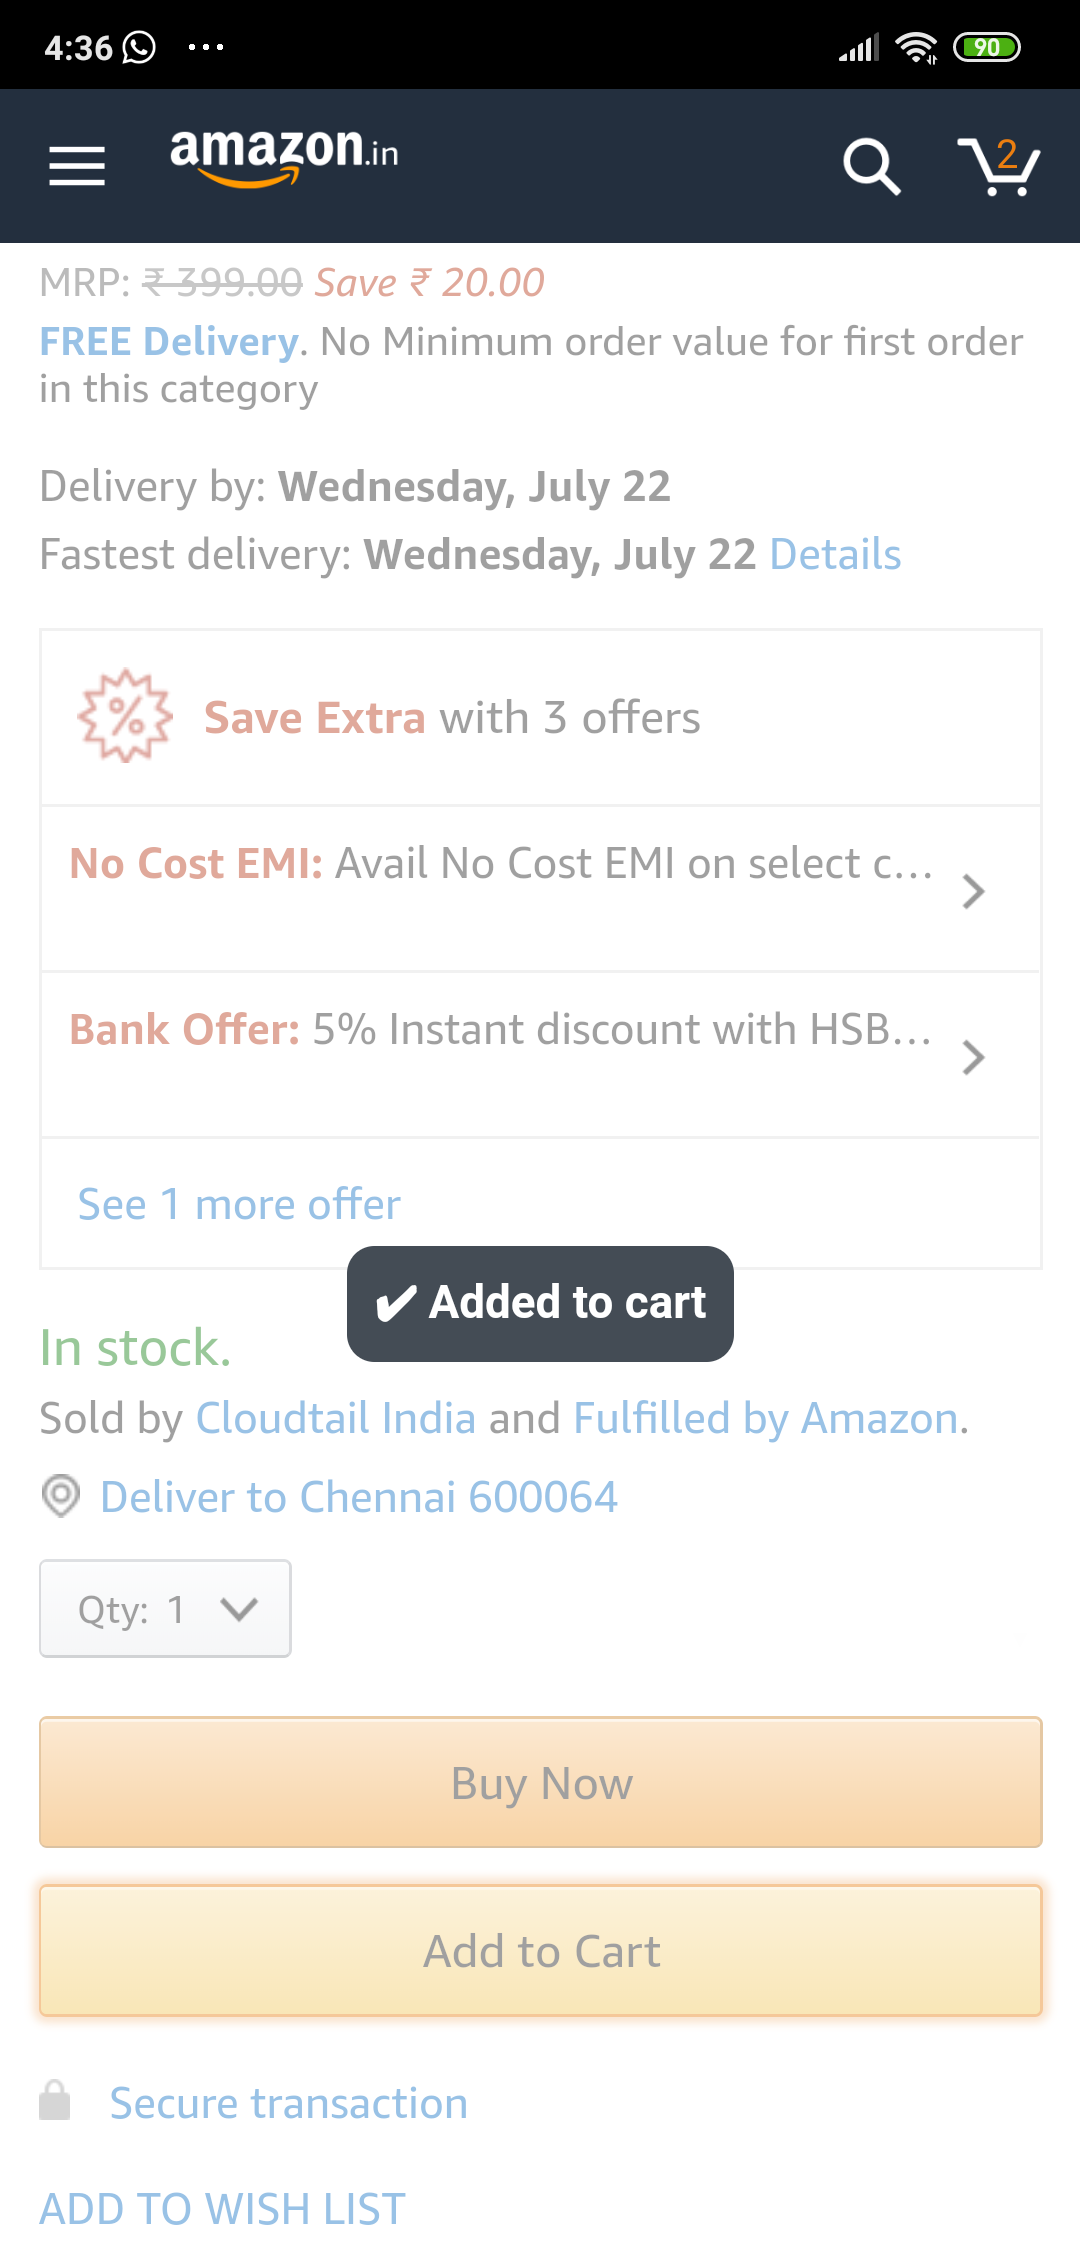 4:36
90
amazon.in
2
MRP: ₹ 399.00 Save ₹ 20.00
FREE Delivery. No Minimum order value for first order
in this category
Delivery by: Wednesday, July 22
Fastest delivery: Wednesday, July 22 Details
Save Extra with 3 offers
No Cost EMI: Avail No Cost EMI on select c...
Bank Offer: 5% Instant discount with HSB...
See 1 more offer
✔ Added to cart
In stock.
Sold by Cloudtail India and Fulfilled by Amazon.
Deliver to Chennai 600064
Qty: 1
Buy Now
Add to Cart
Secure transaction
ADD TO WISH LIST